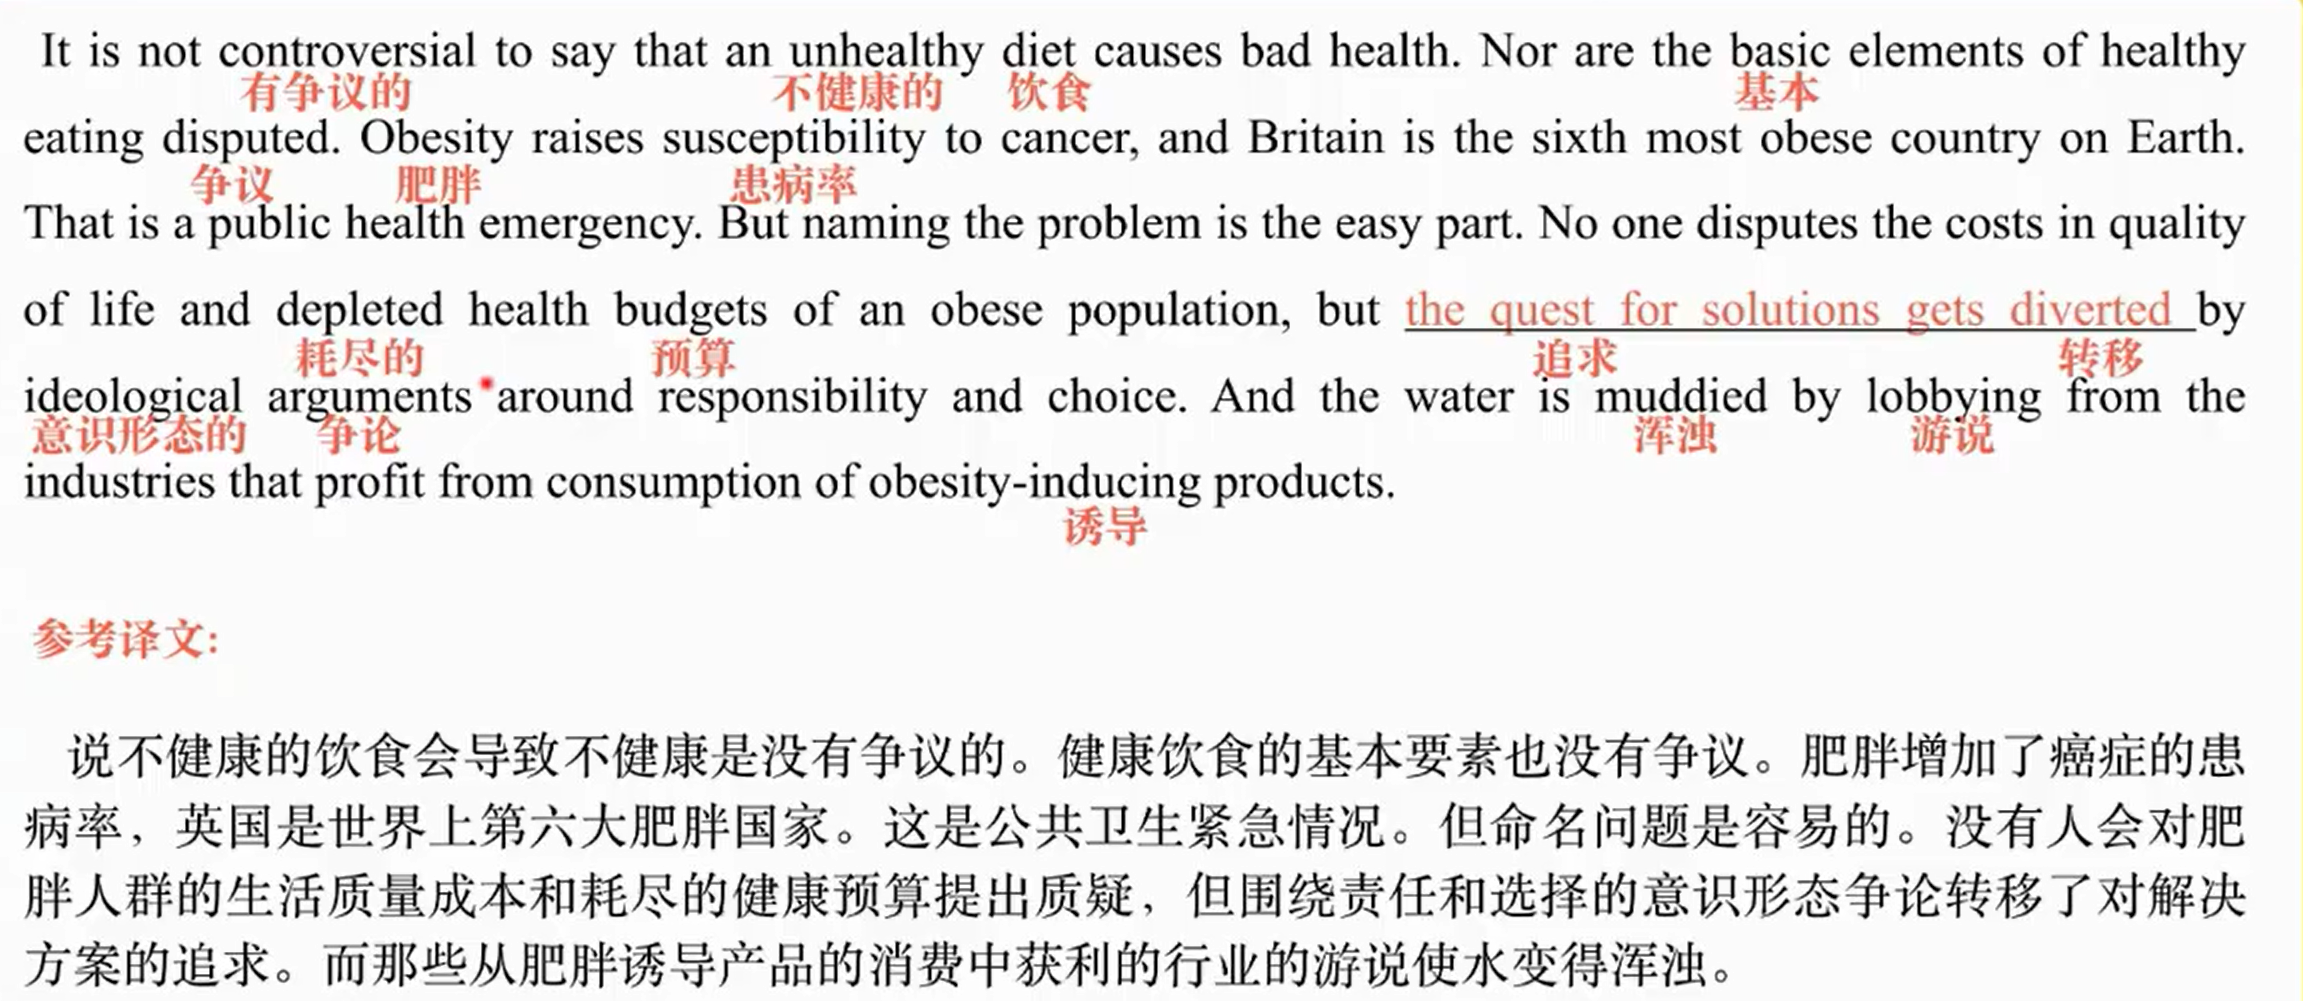 It is not controversial to say that an unhealthy diet causes bad health. Nor are the basic elements of healthy
有争议的 不健康的 饮食 基本
eating disputed. Obesity raises susceptibility to cancer, and Britain is the sixth most obese country on Earth.
争议 肥胖 患病率
That is a public health emergency. But naming the problem is the easy part. No one disputes the costs in quality
of life and depleted health budgets of an obese population, but the quest for solutions gets diverted by
耗尽的 预算 追求 转移
ideological arguments around responsibility and choice. And the water is muddied by lobbying from the
意识形态的 争论 浑浊 游说
industries that profit from consumption of obesity-inducing products.
诱导
参考译文:
说不健康的饮食会导致不健康是没有争议的。健康饮食的基本要素也没有争议。肥胖增加了癌症的患
病率，英国是世界上第六大肥胖国家。这是公共卫生紧急情况。但命名问题是容易的。没有人会对肥
胖人群的生活质量成本和耗尽的健康预算提出质疑，但围绕责任和选择的意识形态争论转移了对解决
方案的追求。而那些从肥胖诱导产品的消费中获利的行业的游说使水变得浑浊。